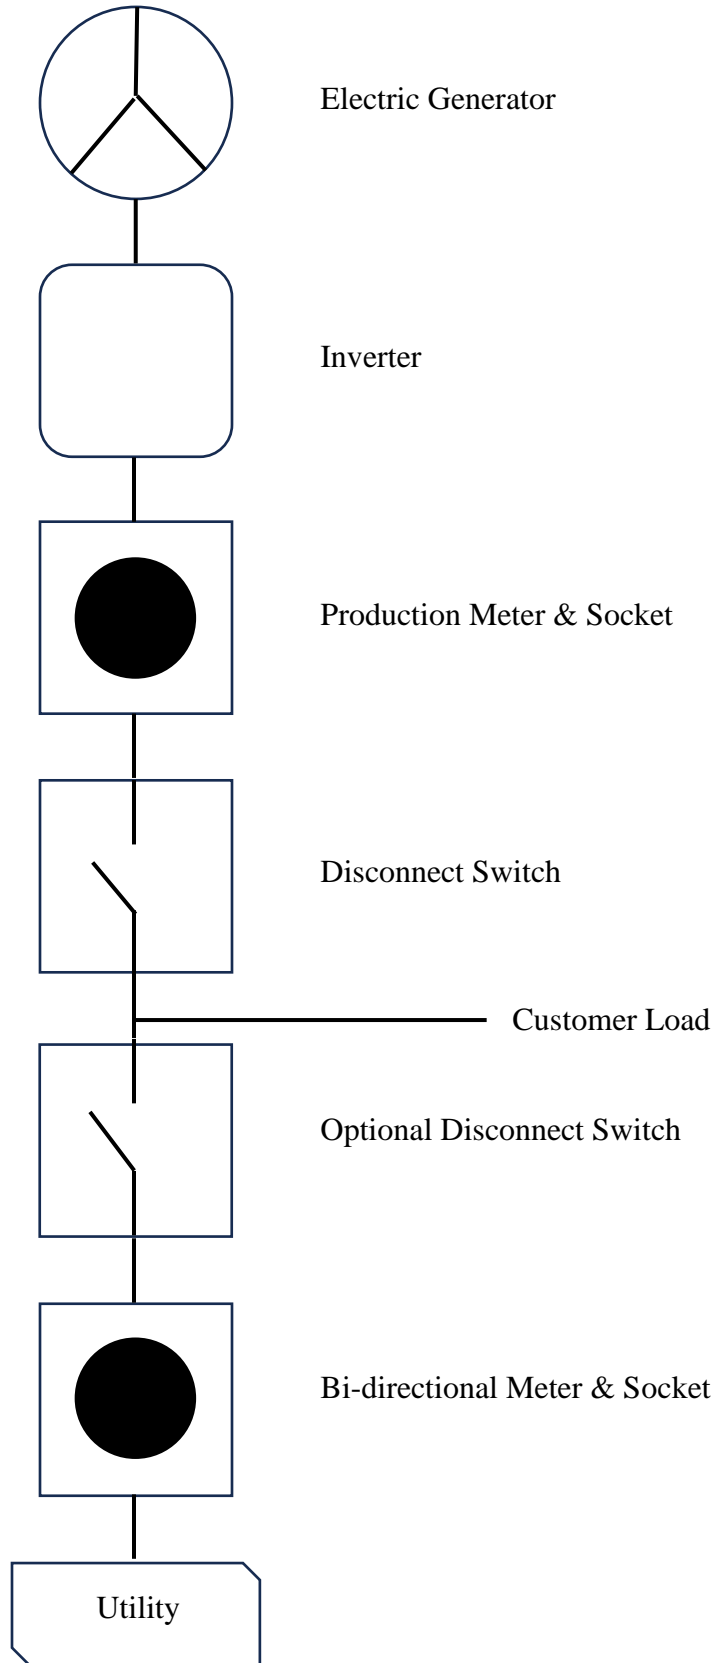 Electric Generator
Inverter
Production Meter & Socket
Disconnect Switch
Customer Load
Optional Disconnect Switch
Bi-directional Meter & Socket
Utility